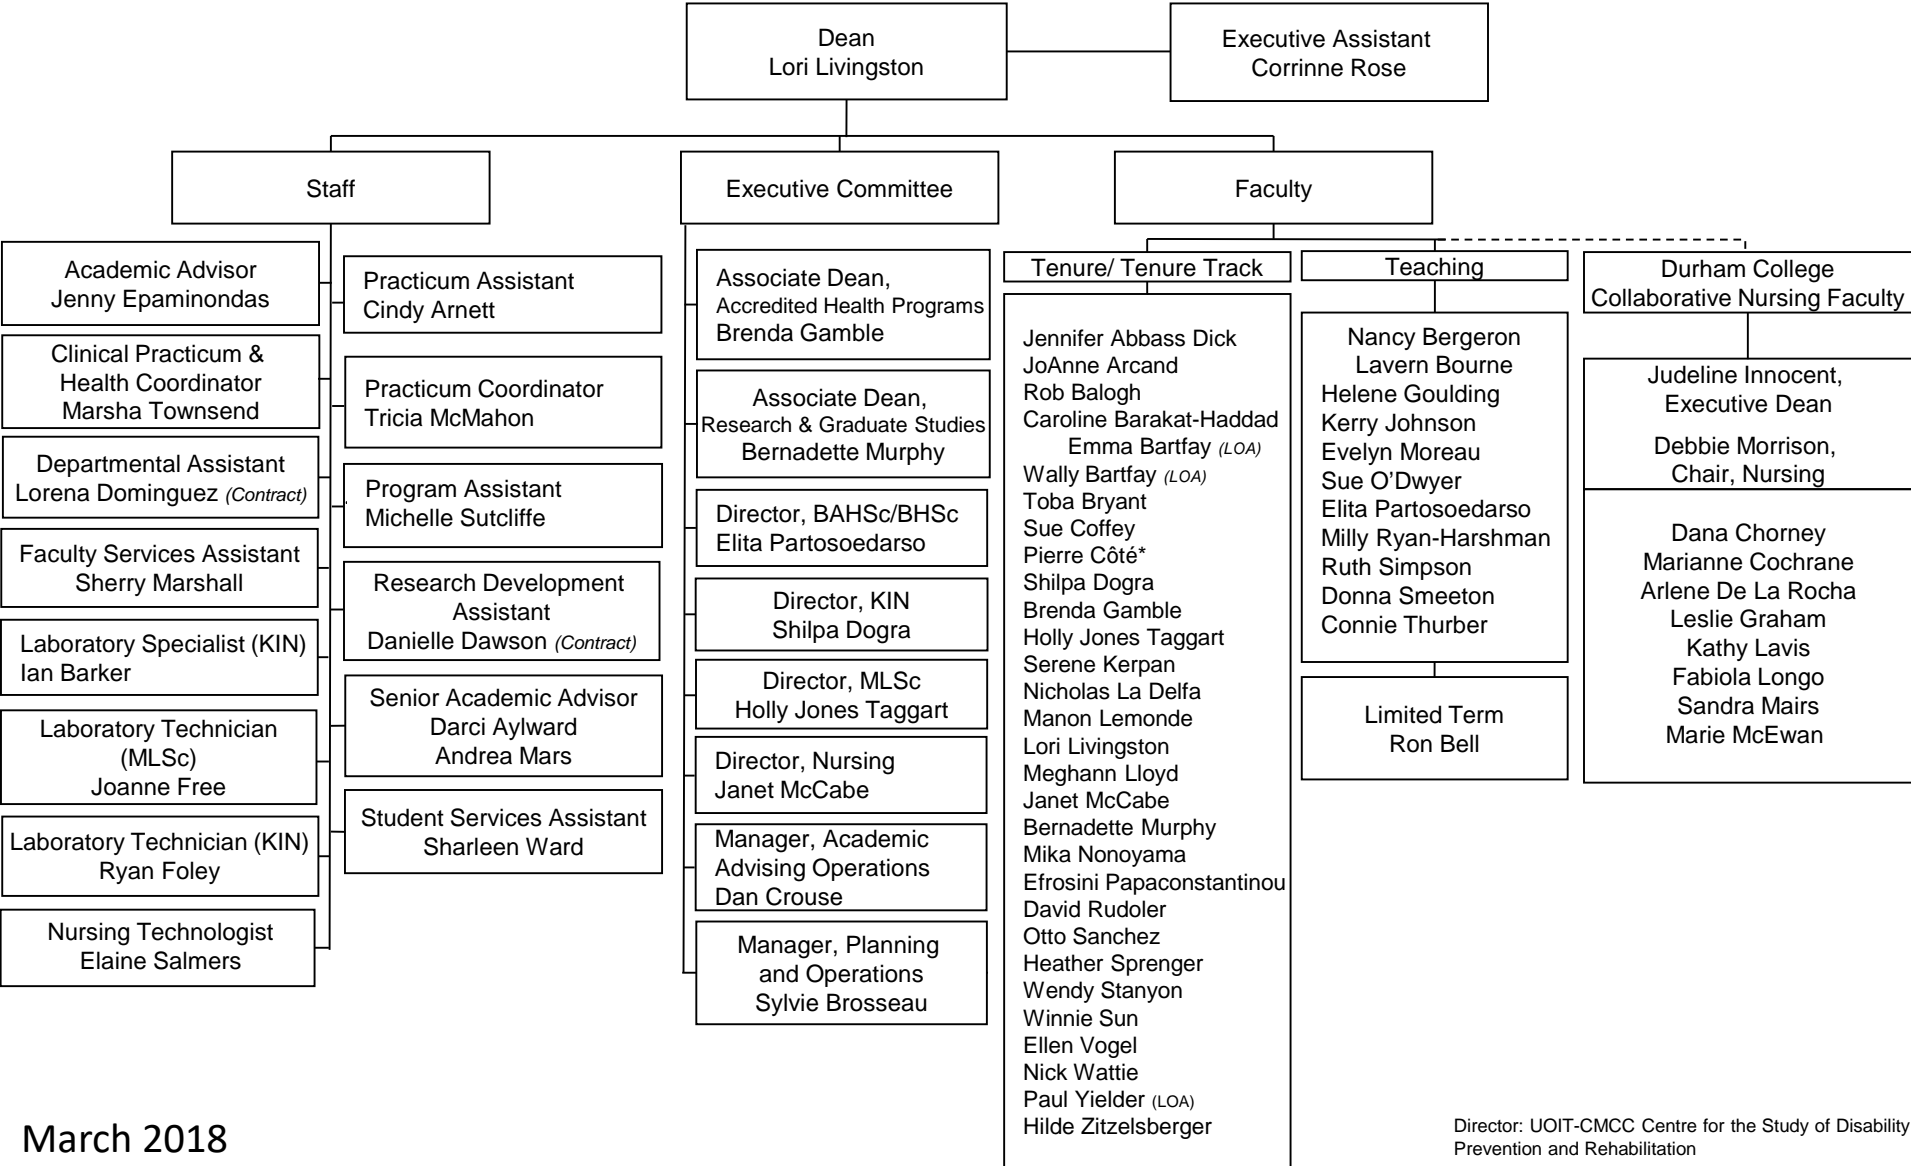 Dean
Lori Livingston
Executive Assistant
Corrinne Rose
Staff
Executive Committee
Faculty
Academic Advisor
Jenny Epaminondas
Clinical Practicum &
Health Coordinator
Marsha Townsend
Departmental Assistant
Lorena Dominguez (Contract)
Faculty Services Assistant
Sherry Marshall
Laboratory Specialist (KIN)
Ian Barker
Laboratory Technician
(MLSc)
Joanne Free
Laboratory Technician (KIN)
Ryan Foley
Nursing Technologist
Elaine Salmers
Practicum Assistant
Cindy Arnett
Practicum Coordinator
Tricia McMahon
Program Assistant
Michelle Sutcliffe
Research Development
Assistant
Danielle Dawson (Contract)
Senior Academic Advisor
Darci Aylward
Andrea Mars
Student Services Assistant
Sharleen Ward
Associate Dean,
Accredited Health Programs
Brenda Gamble
Associate Dean,
Research & Graduate Studies
Bernadette Murphy
Director, BAHSc/BHSc
Elita Partosoedarso
Director, KIN
Shilpa Dogra
Director, MLSc
Holly Jones Taggart
Director, Nursing
Janet McCabe
Manager, Academic
Advising Operations
Dan Crouse
Manager, Planning
and Operations
Sylvie Brosseau
Tenure/ Tenure Track
Jennifer Abbass Dick
JoAnne Arcand
Rob Balogh
Caroline Barakat-Haddad
Emma Bartfay (LOA)
Wally Bartfay (LOA)
Toba Bryant
Sue Coffey
Pierre Côté*
Shilpa Dogra
Brenda Gamble
Holly Jones Taggart
Serene Kerpan
Nicholas La Delfa
Manon Lemonde
Lori Livingston
Meghann Lloyd
Janet McCabe
Bernadette Murphy
Mika Nonoyama
Efrosini Papaconstantinou
David Rudoler
Otto Sanchez
Heather Sprenger
Wendy Stanyon
Winnie Sun
Ellen Vogel
Nick Wattie
Paul Yielder (LOA)
Hilde Zitzelsberger
Teaching
Nancy Bergeron
Lavern Bourne
Helene Goulding
Kerry Johnson
Evelyn Moreau
Sue O’Dwyer
Elita Partosoedarso
Milly Ryan-Harshman
Ruth Simpson
Donna Smeeton
Connie Thurber
Limited Term
Ron Bell
Durham College
Collaborative Nursing Faculty
Judeline Innocent,
Executive Dean
Debbie Morrison,
Chair, Nursing
Dana Chorney
Marianne Cochrane
Arlene De La Rocha
Leslie Graham
Kathy Lavis
Fabiola Longo
Sandra Mairs
Marie McEwan
March 2018
Director: UOIT-CMCC Centre for the Study of Disability
Prevention and Rehabilitation